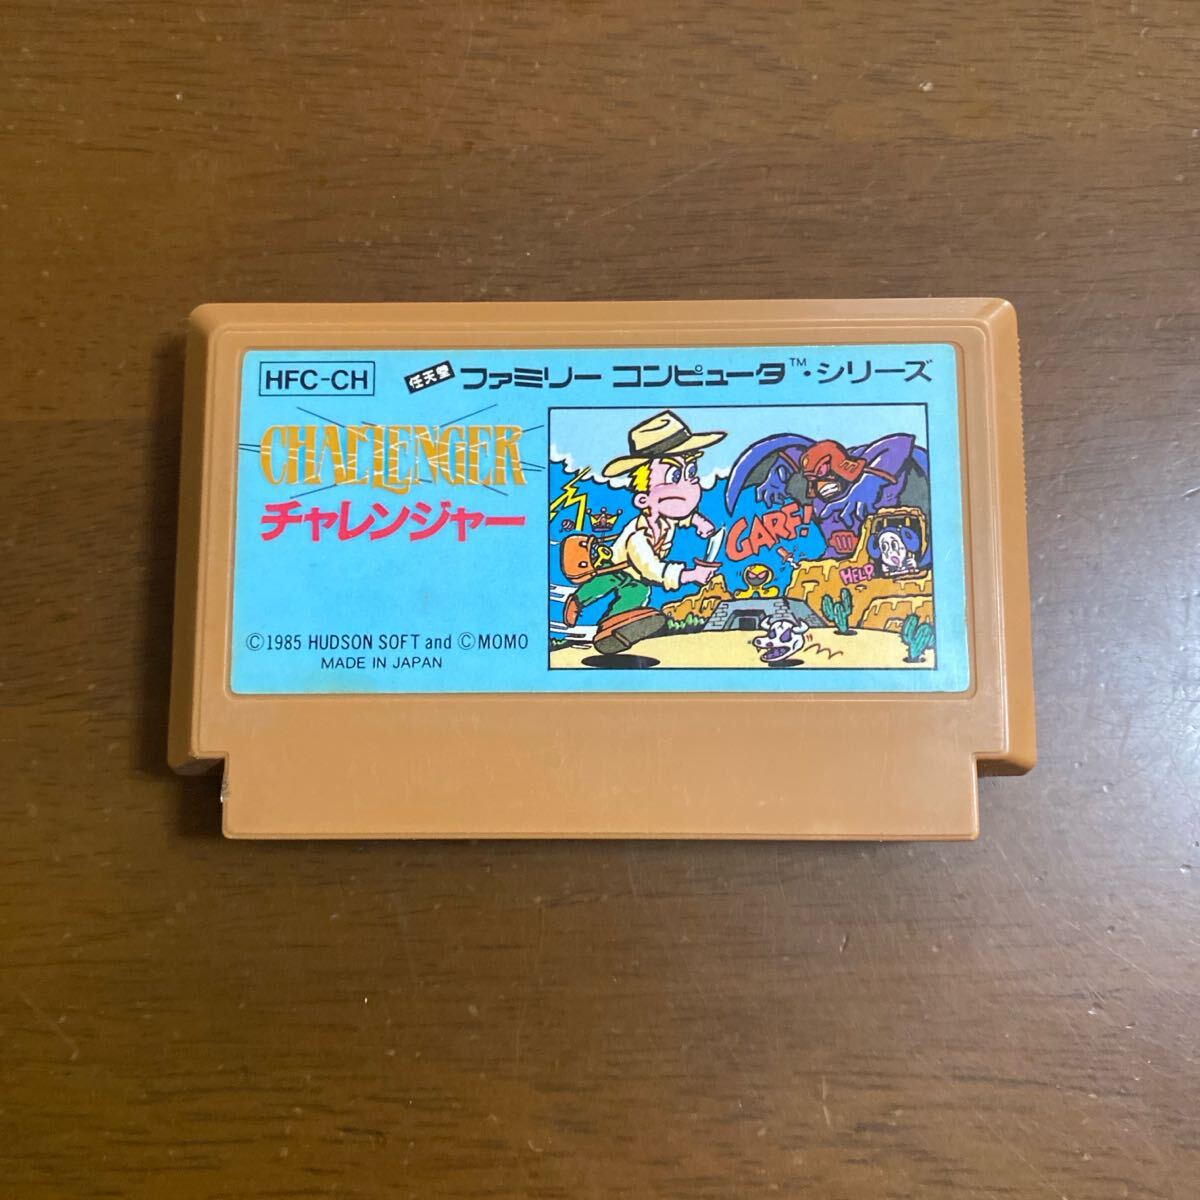 HFC-CH
任天堂 ファミリー コンピュータ™・シリーズ
CHALLENGER
チャレンジャー
GARF!
HELP
©1985 HUDSON SOFT and ©MOMO
MADE IN JAPAN